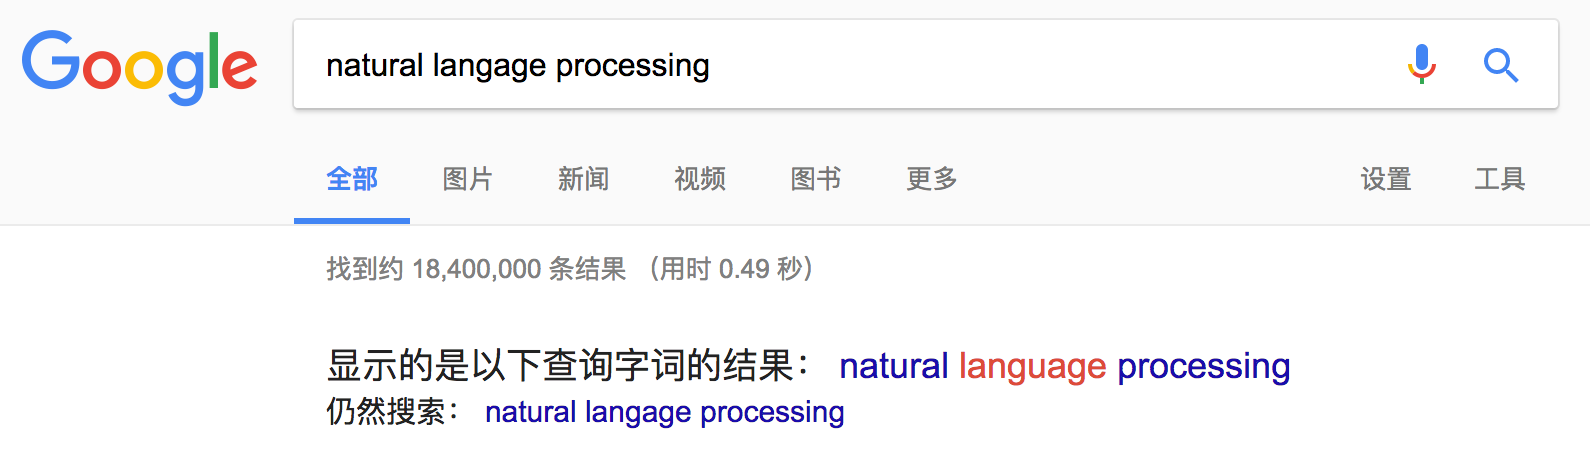 Google natural langage processing
全部 图片 新闻 视频 图书 更多 设置 工具
找到约 18,400,000 条结果 （用时 0.49 秒）
显示的是以下查询字词的结果： natural language processing
仍然搜索： natural langage processing